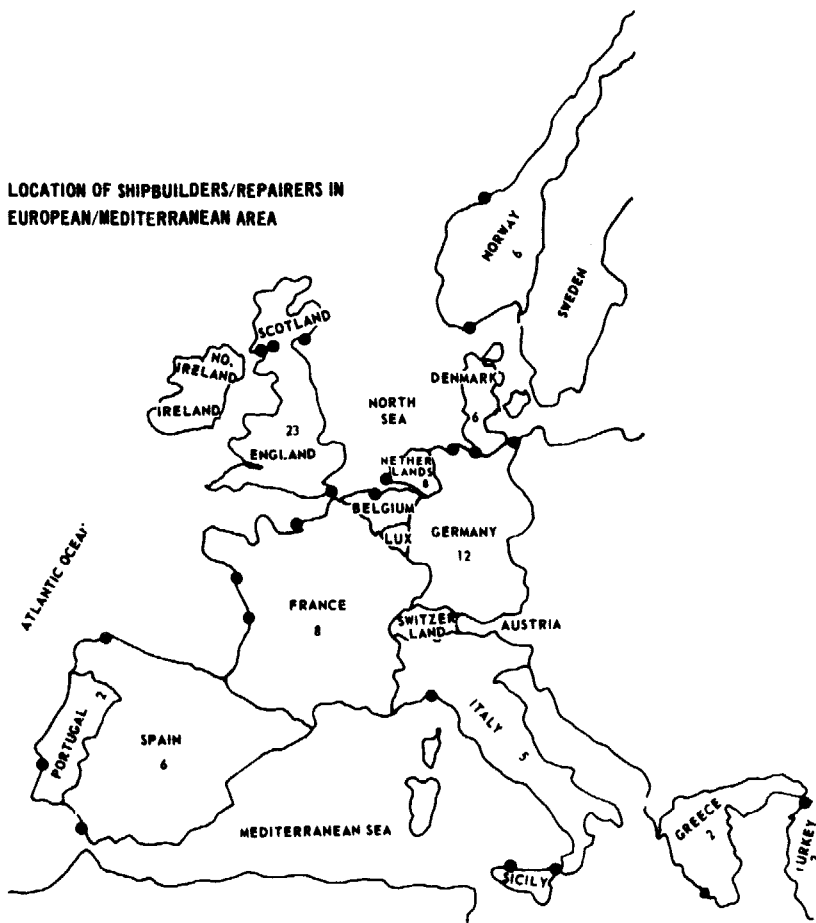 LOCATION OF SHIPBUILDERS/REPAIRERS IN
EUROPEAN/MEDITERRANEAN AREA
NORWAY
6
SWEDEN
SCOTLAND
NO.
IRELAND
IRELAND
DENMARK
6
NORTH
SEA
23
ENGLAND
NETHER
LANDS
8
BELGIUM
LUX
GERMANY
12
ATLANTIC OCEAN
FRANCE
8
SWITZER
LAND
AUSTRIA
PORTUGAL 2
SPAIN
6
ITALY 5
MEDITERRANEAN SEA
SICILY
GREECE
2
TURKEY